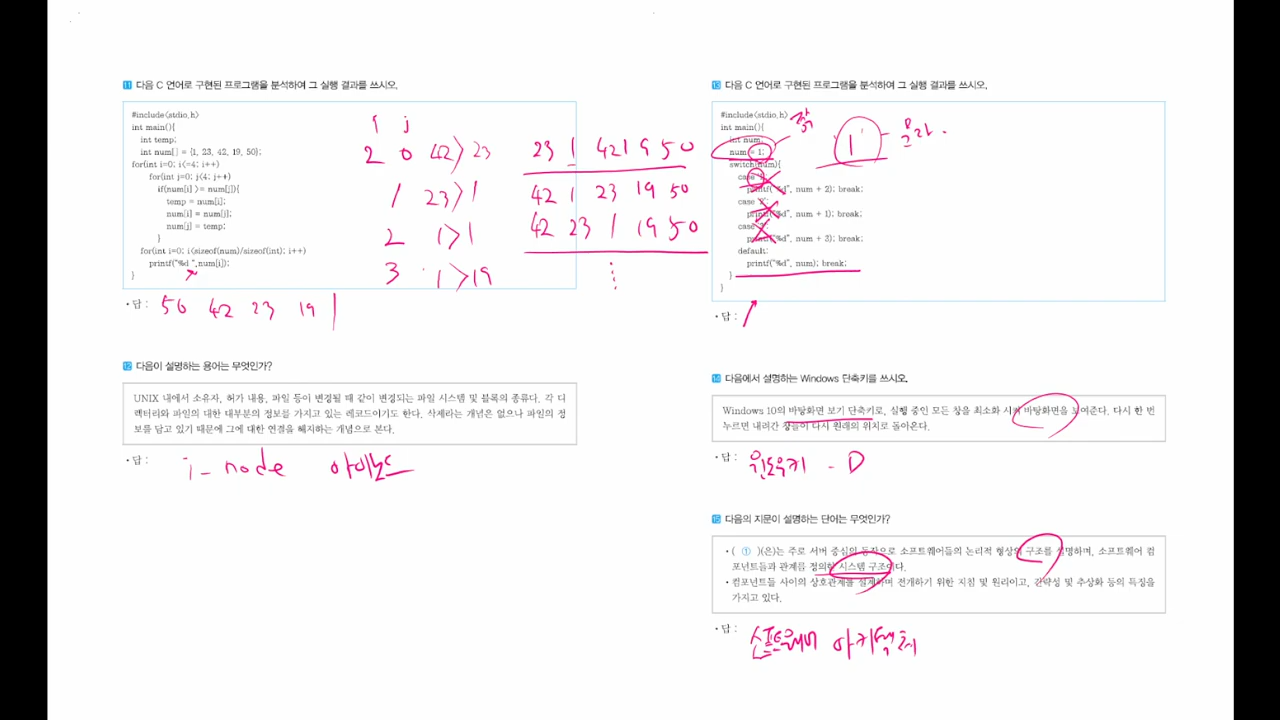 11 다음 C 언어로 구현된 프로그램을 분석하여 그 실행 결과를 쓰시오.
#include<stdio.h>
int main(){
int temp;
int num[ ] = {1, 23, 42, 19, 50};
for(int i=0; i<=4; i++)
for(int j=0; j<4; j++)
if(num[i] >= num[j]){
temp = num[i];
num[i] = num[j];
num[j] = temp;
}
for(int i=0; i<sizeof(num)/sizeof(int); i++
printf("%d ",num[i]);
}
i j
2 0 42>23
1 23>1
2 1>1
3 1>19
23 1 42 19 50
42 1 23 19 50
42 23 1 19 50
• 답 : 50 42 23 19 1
12 다음이 설명하는 용어는 무엇인가?
UNIX 내에서 소유자, 허가 내용, 파일 등이 변경될 때 같이 변경되는 파일 시스템 및 블록의 종류다. 각 디
렉터리와 파일의 대한 대부분의 정보를 가지고 있는 레코드이기도 한다. 삭제라는 개념은 없으나 파일의 정
보를 담고 있기 때문에 그에 대한 연결을 해지하는 개념으로 본다.
• 답 : i-node 아이노드
13 다음 C 언어로 구현된 프로그램을 분석하여 그 실행 결과를 쓰시오.
#include<stdio.h>
int main(){
int num;
num = 1;
switch(num){
case
printf("%d", num + 2); break;
case
printf("%d", num + 1); break;
case
printf("%d", num + 3); break;
default:
printf("%d", num); break;
}
}
'1'
• 답 : 1
14 다음에서 설명하는 Windows 단축키를 쓰시오.
Windows 10의 바탕화면 보기 단축키로, 실행 중인 모든 창을 최소화 시켜 바탕화면을 보여준다. 다시 한 번
누르면 내려간 창들이 다시 원래의 위치로 돌아온다.
• 답 : 윈도우키 - D
15 다음의 지문이 설명하는 단어는 무엇인가?
• ( ① )(은)는 주로 서버 중심의 동작으로 소프트웨어들의 논리적 형상의 구조를 설명하며, 소프트웨어 컴
포넌트들과 관계를 정의한 시스템 구조이다.
• 컴포넌트들 사이의 상호관계를 설계하며 전개하기 위한 지침 및 원리이고, 간략성 및 추상화 등의 특징을
가지고 있다.
• 답 : 소프트웨어 아키텍처